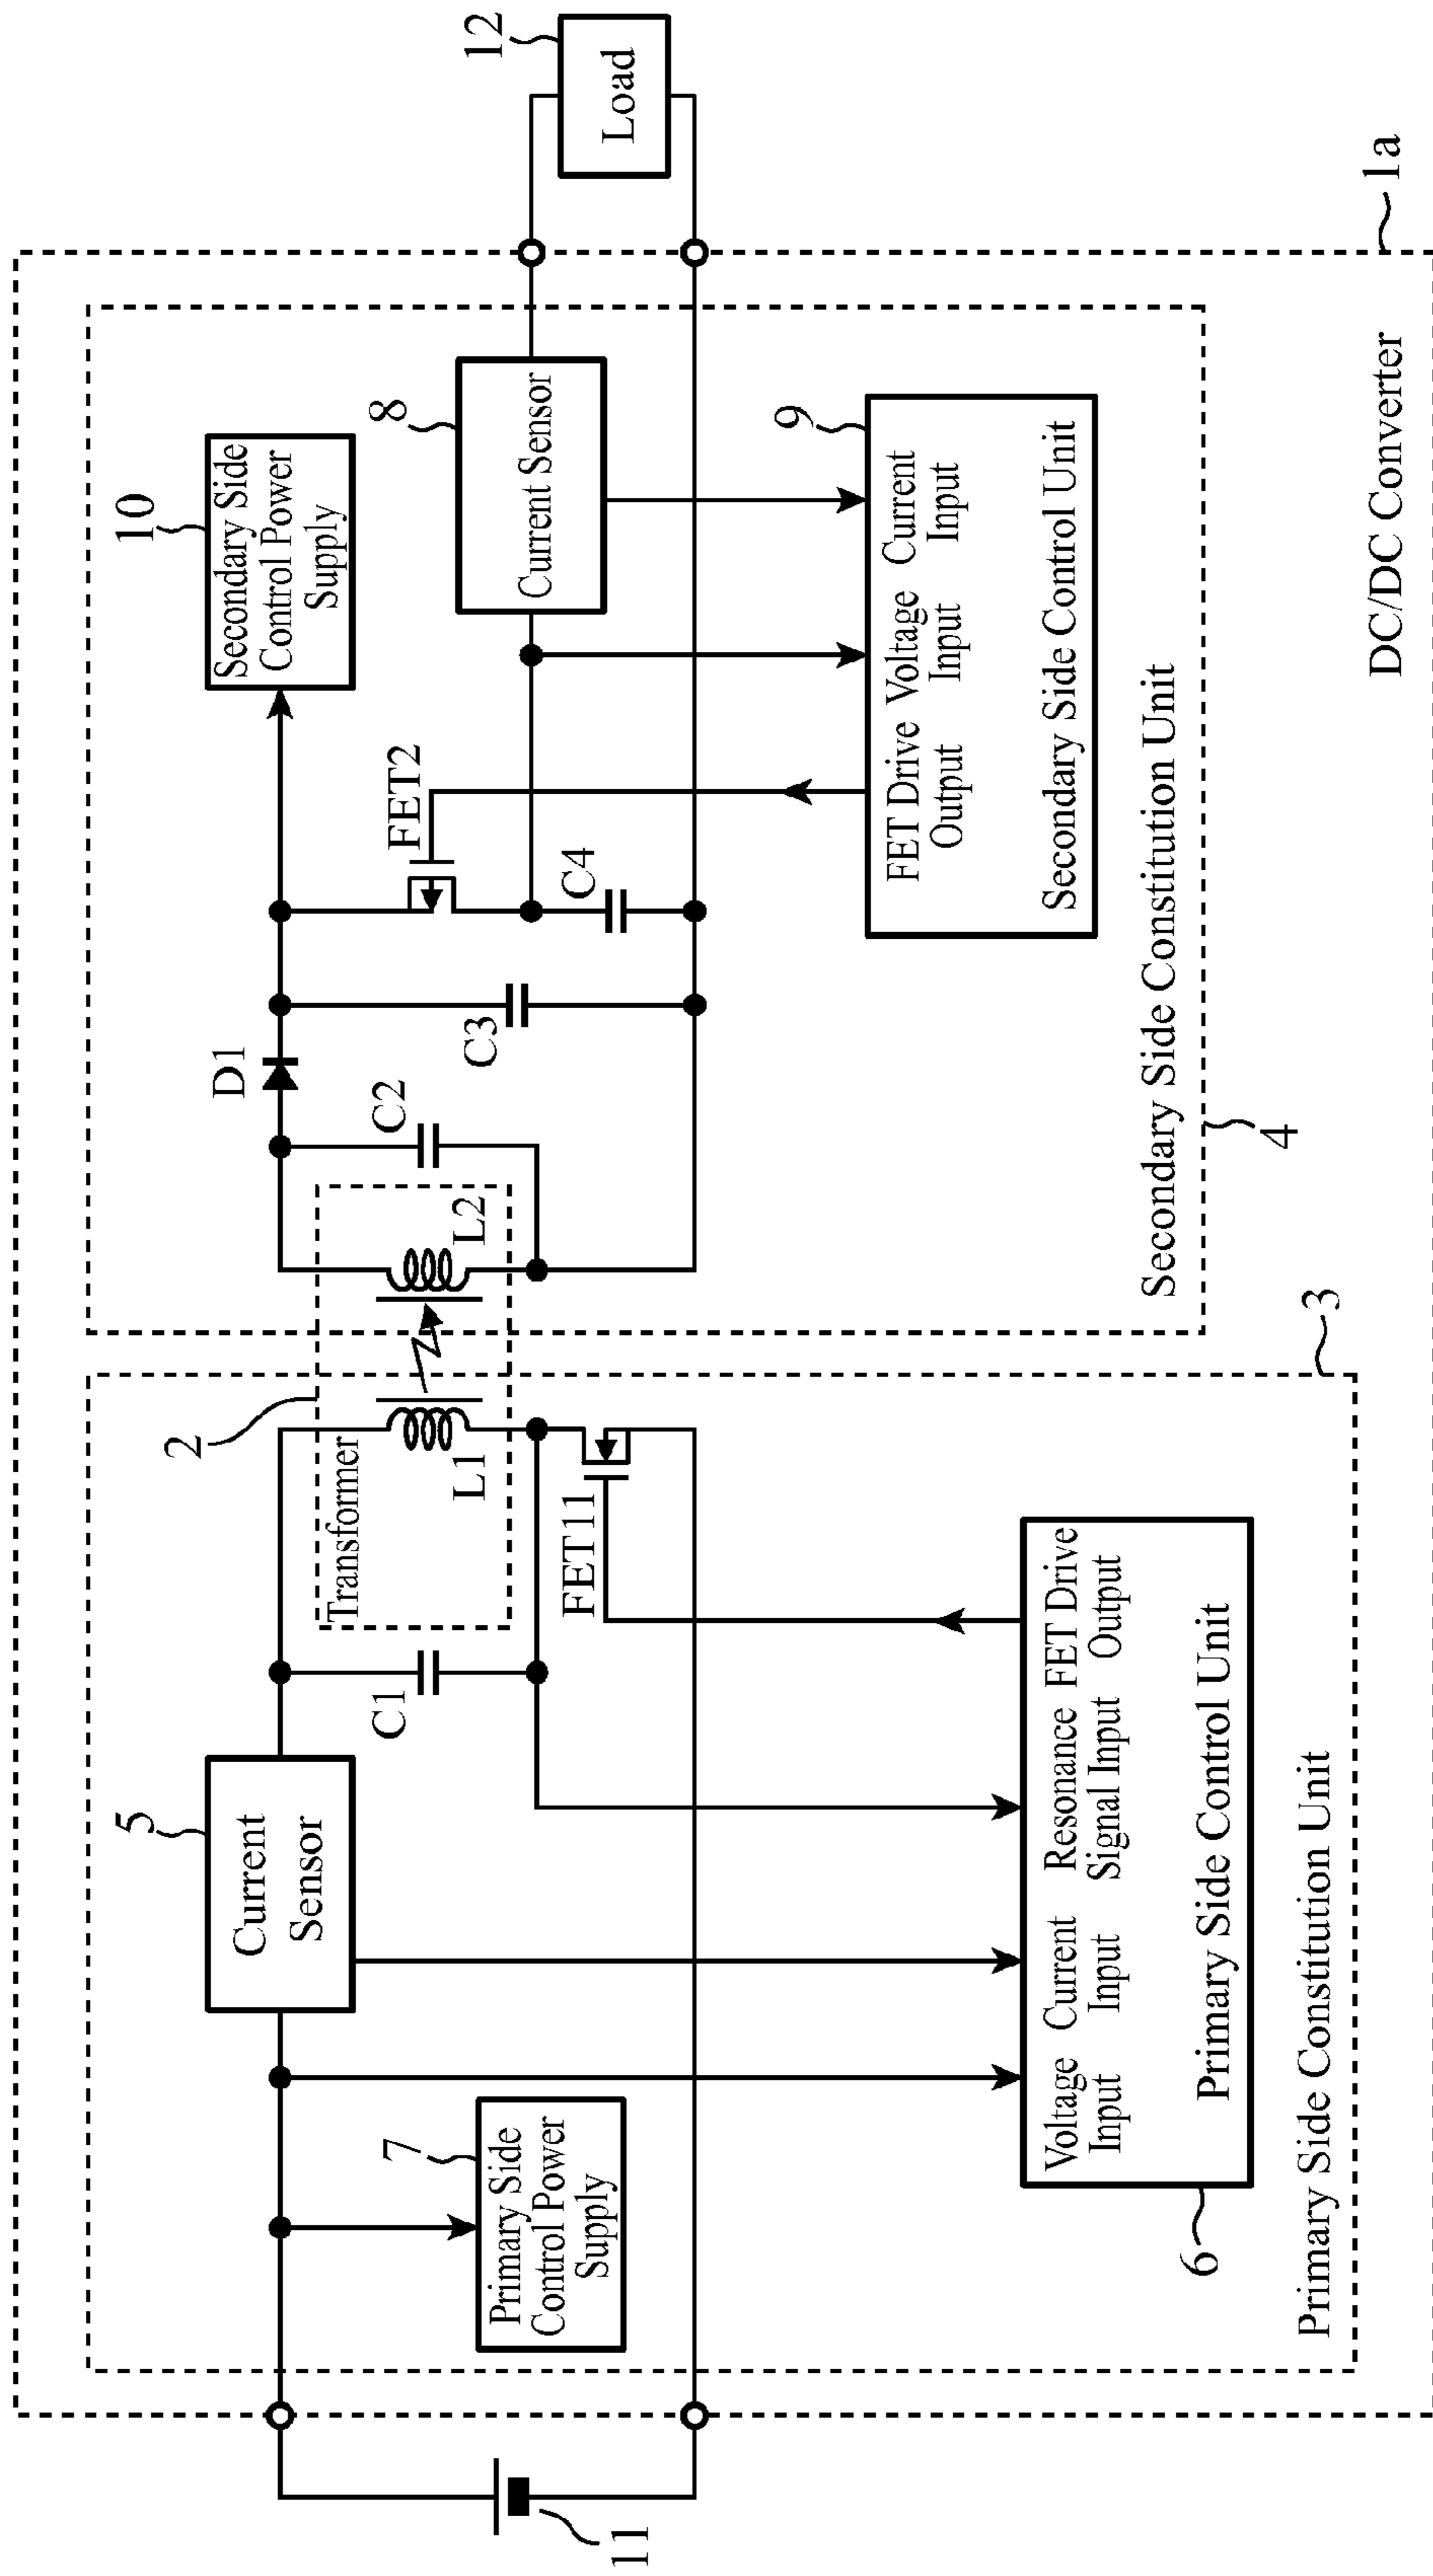 11
2
5
Current
Sensor
7
Primary Side
Control Power
Supply
C1
Transformer
L1
FET11
Voltage
Input
Current
Input
Resonance
Signal Input
FET Drive
Output
Primary Side Control Unit
6
Primary Side Constitution Unit
3
L2
C2
D1
C3
FET2
C4
10
Secondary Side
Control Power
Supply
8
Current Sensor
9
FET Drive
Output
Voltage
Input
Current
Input
Secondary Side Control Unit
Secondary Side Constitution Unit
4
12
Load
DC/DC Converter
1a